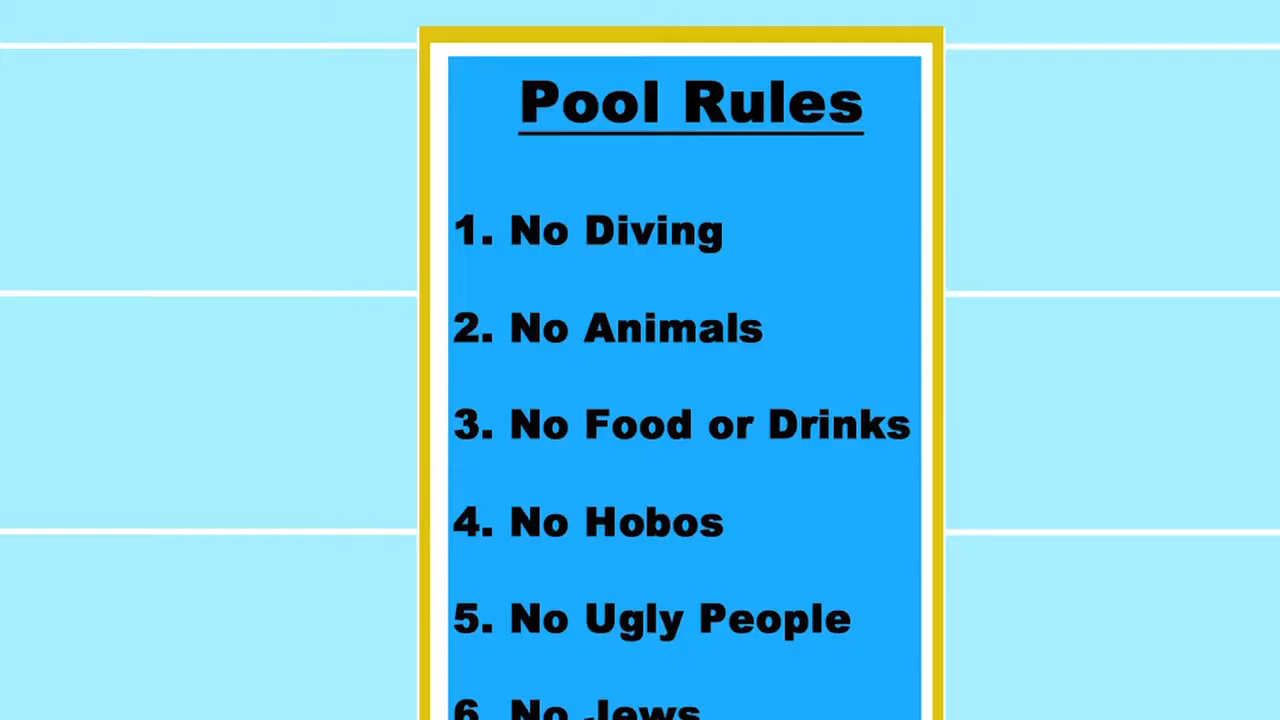 Pool Rules
1. No Diving
2. No Animals
3. No Food or Drinks
4. No Hobos
5. No Ugly People
6. No Jews